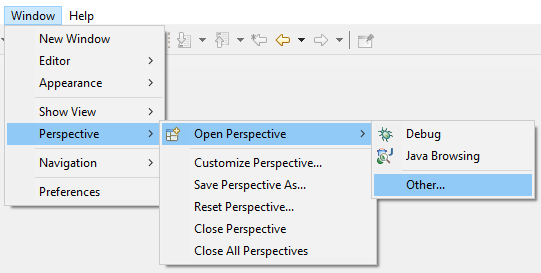 Window Help
New Window
Editor
Appearance
Show View
Perspective
Navigation
Preferences
Open Perspective
Customize Perspective...
Save Perspective As...
Reset Perspective...
Close Perspective
Close All Perspectives
Debug
Java Browsing
Other...